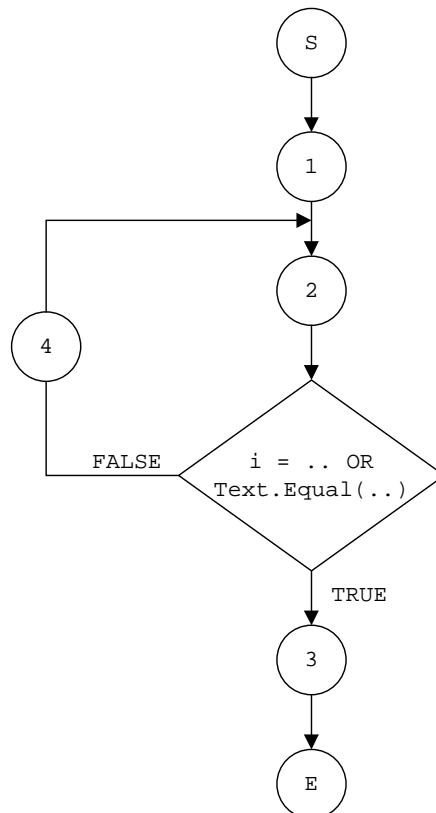 S
1
2
4
FALSE
i = .. OR
Text.Equal(..)
TRUE
3
E